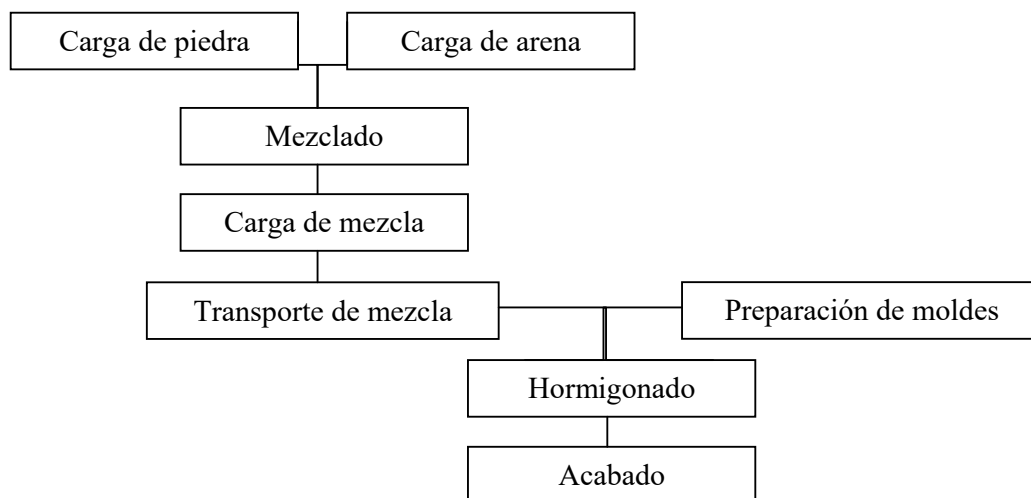 Carga de piedra
Carga de arena
Mezclado
Carga de mezcla
Transporte de mezcla
Preparación de moldes
Hormigonado
Acabado